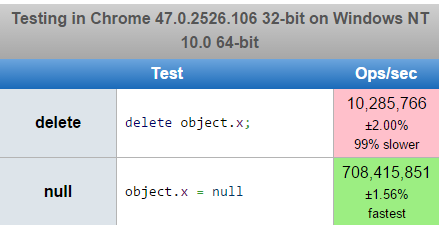 Testing in Chrome 47.0.2526.106 32-bit on Windows NT
10.0 64-bit
Test Ops/sec
delete delete object.x; 10,285,766
±2.00%
99% slower
null object.x = null 708,415,851
±1.56%
fastest